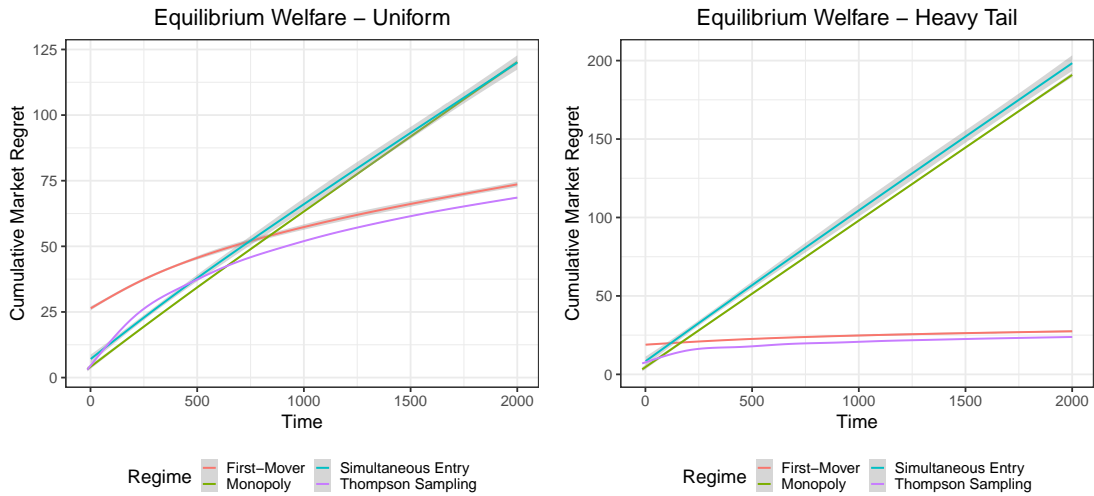 Equilibrium Welfare − Uniform
Cumulative Market Regret
125
100
75
50
25
0
0 500 1000 1500 2000
Time
Regime
First−Mover Simultaneous Entry
Monopoly Thompson Sampling
Equilibrium Welfare − Heavy Tail
Cumulative Market Regret
200
150
100
50
0
0 500 1000 1500 2000
Time
Regime
First−Mover Simultaneous Entry
Monopoly Thompson Sampling